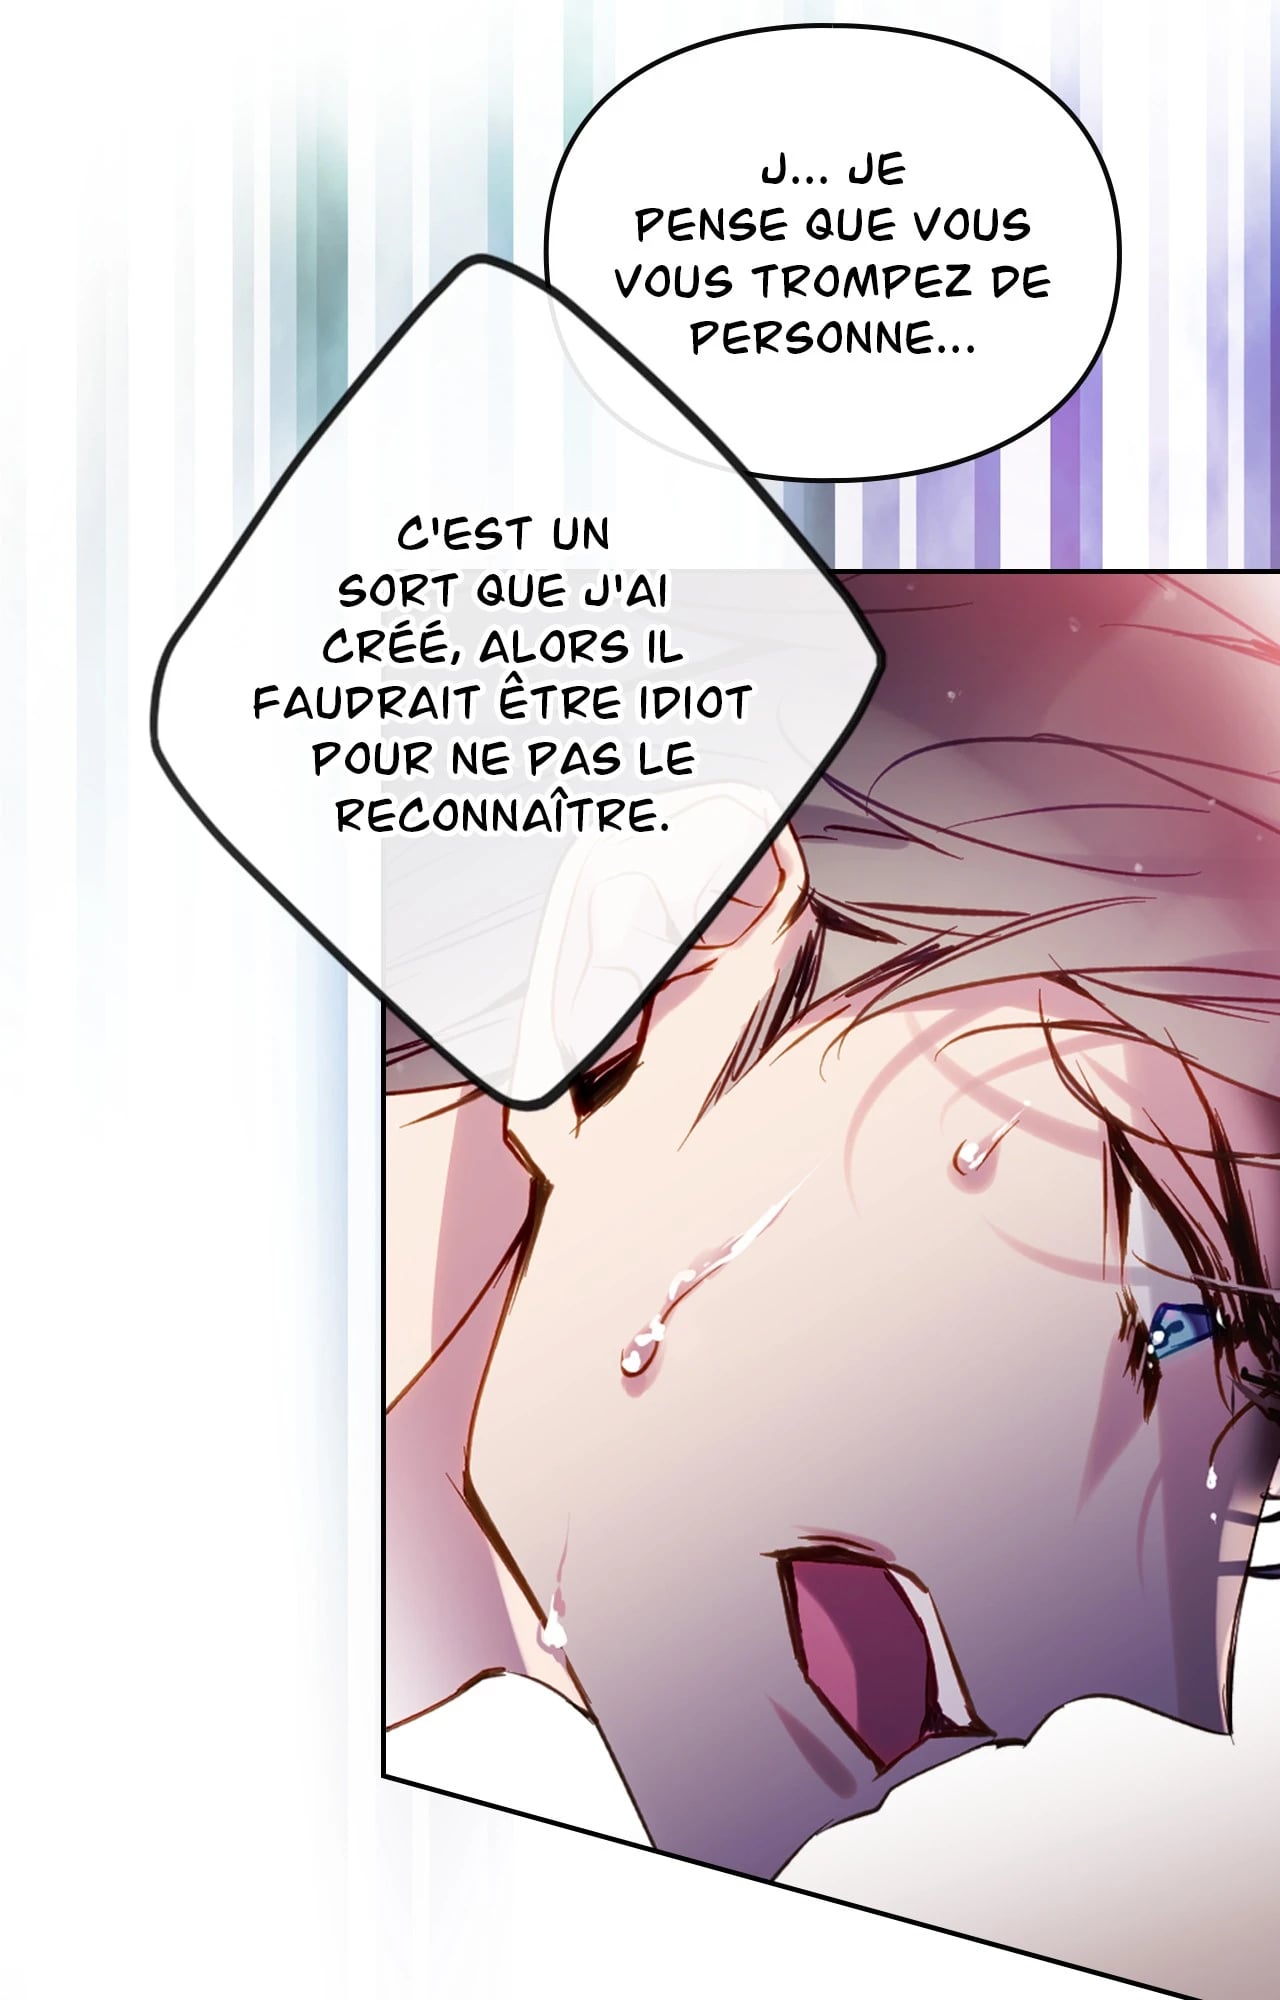 J... JE
PENSE QUE VOUS
VOUS TROMPEZ DE
PERSONNE...
C'EST UN
SORT QUE J'AI
CRÉÉ, ALORS IL
FAUDRAIT ÊTRE IDIOT
POUR NE PAS LE
RECONNAÎTRE.